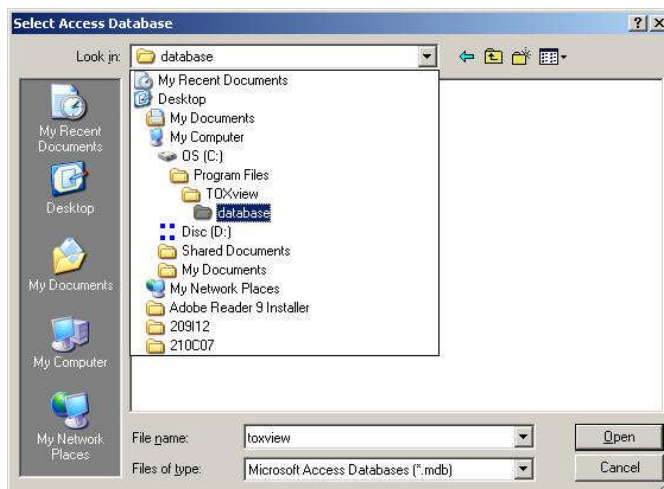 Select Access Database
?
Look in:
database
My Recent Documents
Desktop
My Documents
My Computer
OS (C:)
Program Files
TOXview
database
Disc (D:)
Shared Documents
My Documents
My Network Places
Adobe Reader 9 Installer
209I12
210C07
My Recent
Documents
Desktop
My Documents
My Computer
My Network
Places
File name:
toxview
Open
Files of type:
Microsoft Access Databases (*.mdb)
Cancel